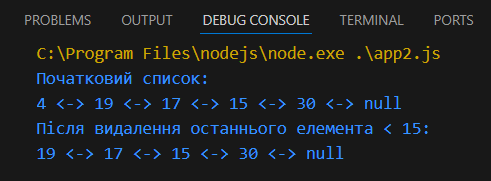 PROBLEMS OUTPUT DEBUG CONSOLE TERMINAL PORTS
C:\Program Files\nodejs\node.exe .\app2.js
Початковий список:
4 <-> 19 <-> 17 <-> 15 <-> 30 <-> null
Після видалення останнього елемента < 15:
19 <-> 17 <-> 15 <-> 30 <-> null